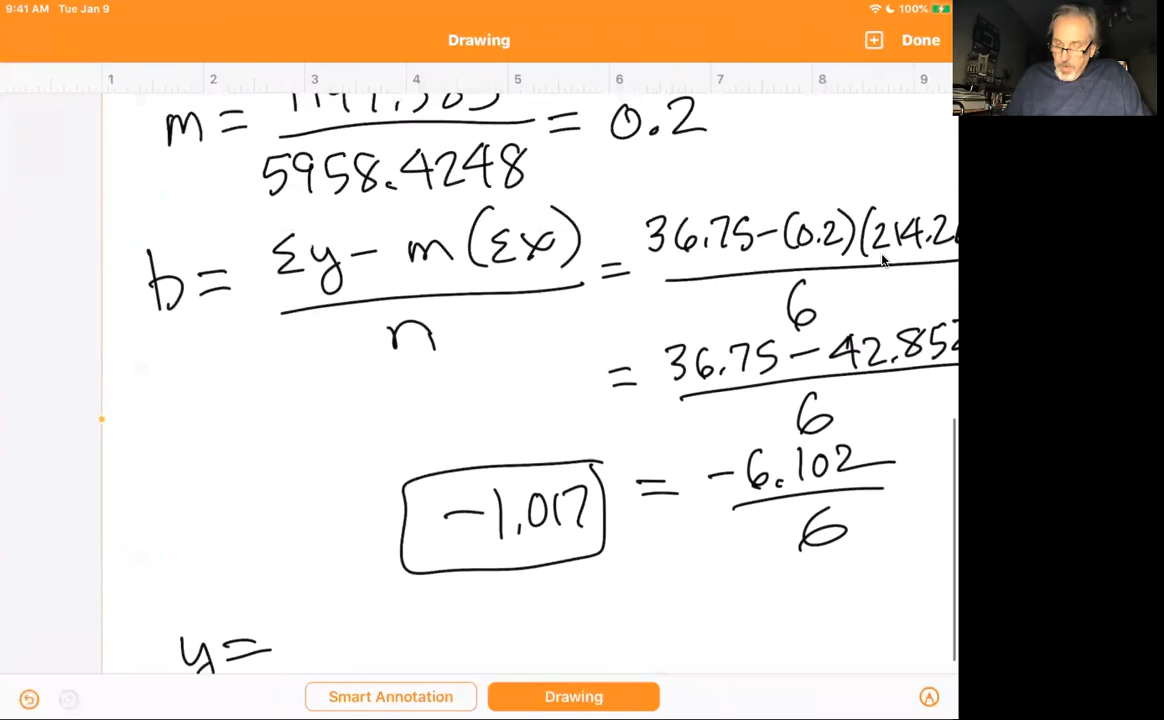 9:41 AM Tue Jan 9 100%
Drawing Done
1 2 3 4 5 6 7 8 9
m = / 5958.4248 = 0.2
b = Σy - m(Σx) / n = 36.75 - (0.2)(214.2 / 6
= 36.75 - 42.852 / 6
-1.017 = -6.102 / 6
y =
Smart Annotation Drawing